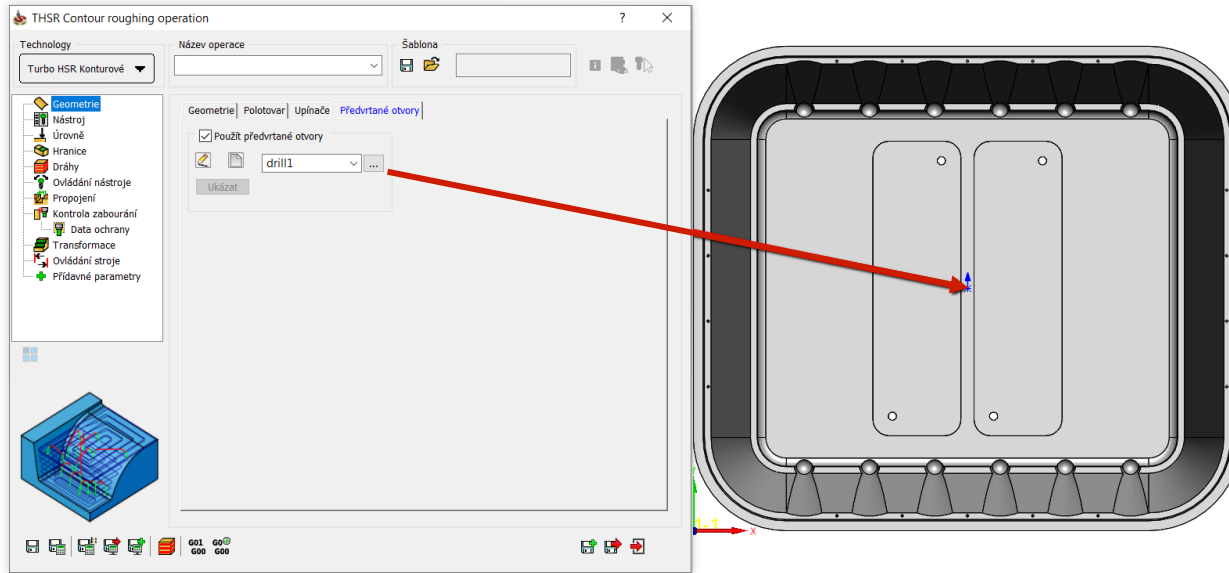 THSR Contour roughing operation
?
Technology
Turbo HSR Konturové
Název operace
Šablona
Geometrie
Nástroj
Úrovně
Hranice
Dráhy
Ovládání nástroje
Propojení
Kontrola zabourání
Data ochrany
Transformace
Ovládání stroje
Přídavné parametry
Geometrie Polotovar Upínače Předvrtané otvory
Použít předvrtané otvory
drill1
...
Ukázat
G01 G00
G00 G00
X